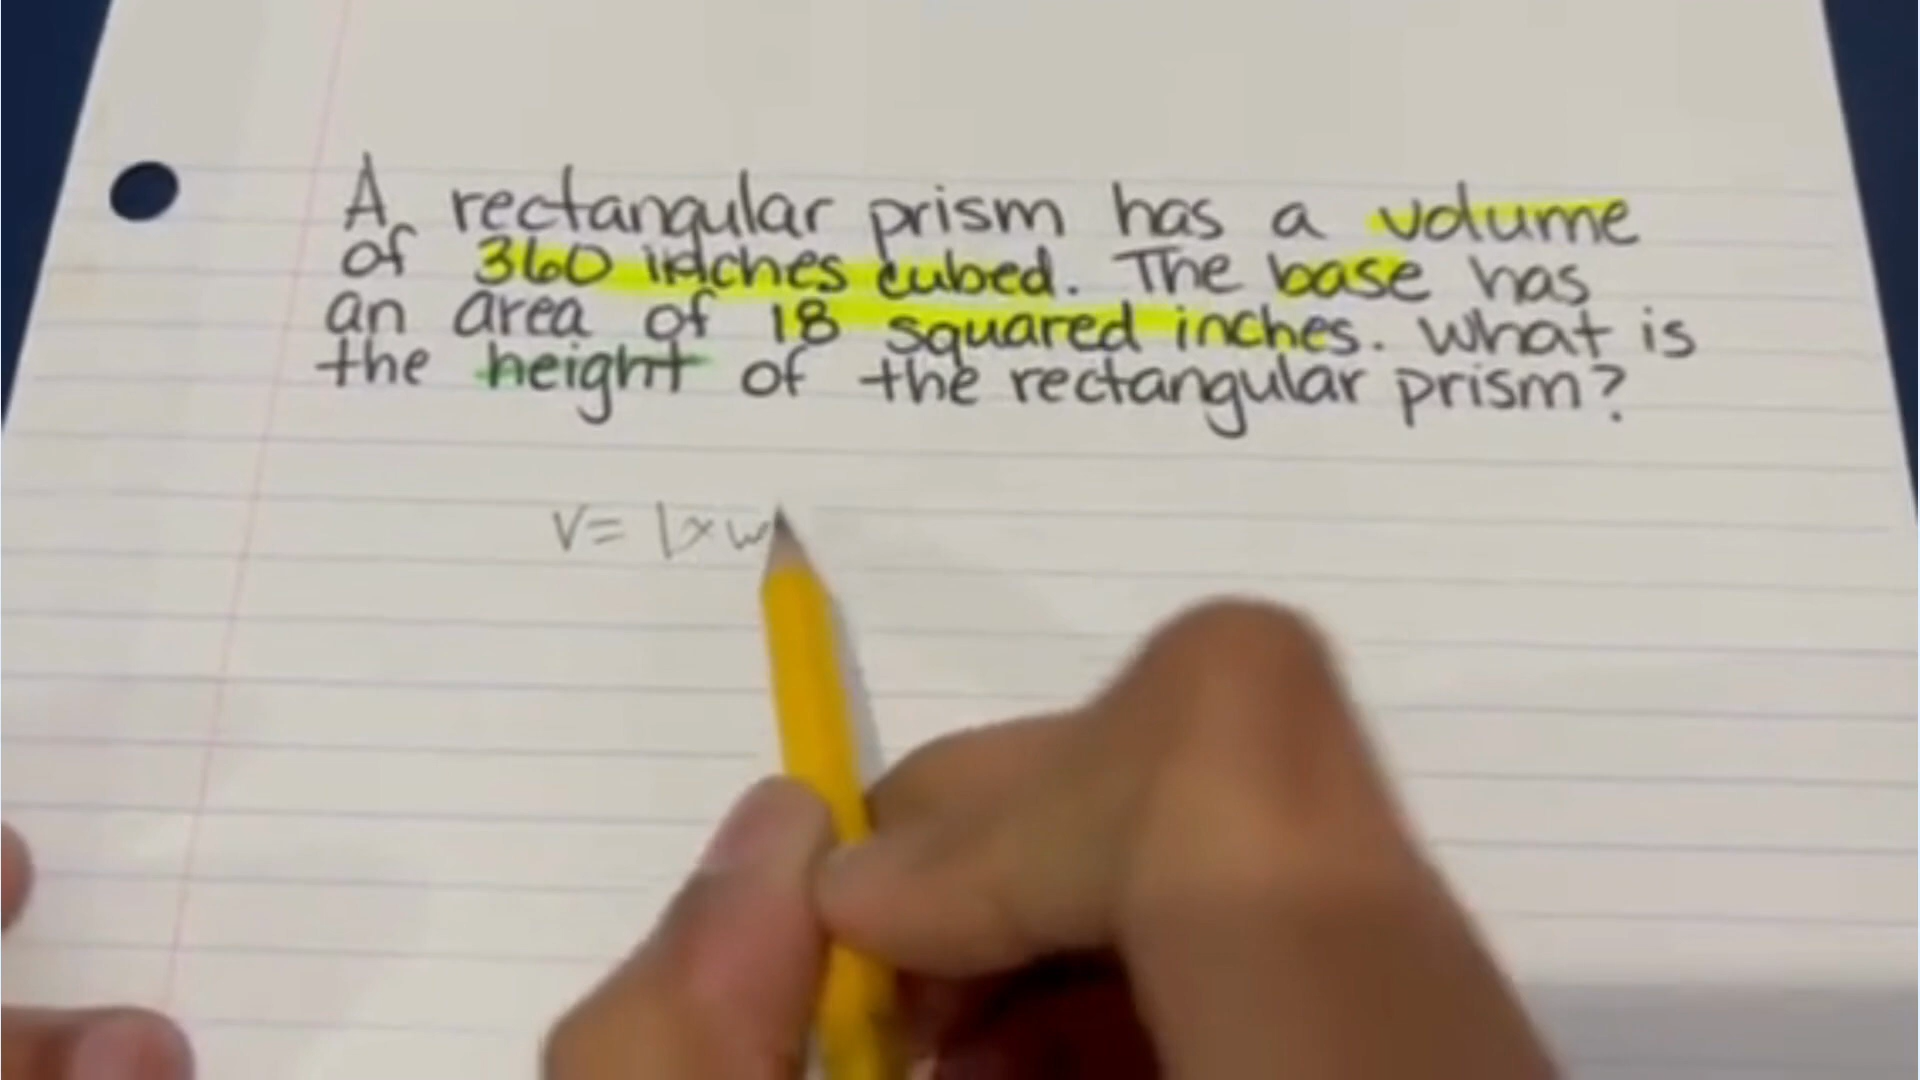 A rectangular prism has a volume
of 360 inches cubed. The base has
an area of 18 squared inches. What is
the height of the rectangular prism?
V= l×w